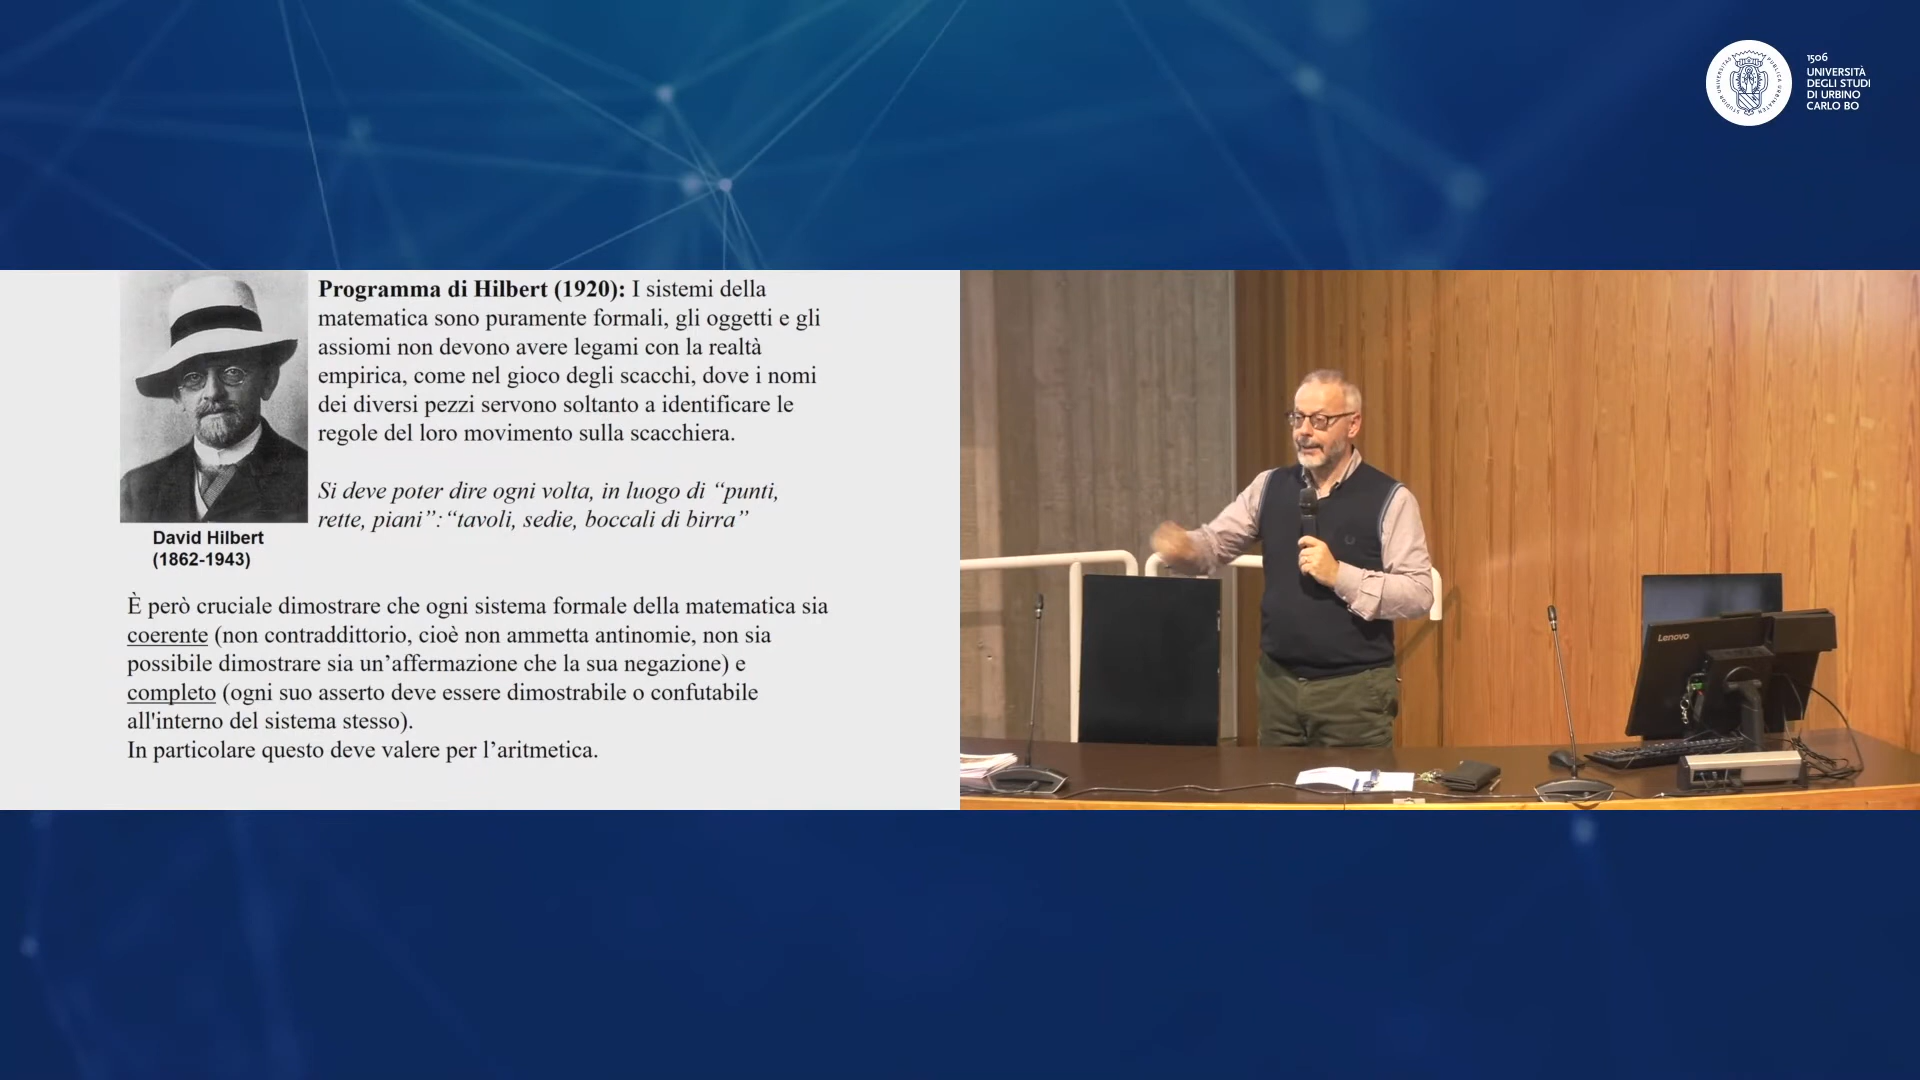 1506
UNIVERSITÀ
DEGLI STUDI
DI URBINO
CARLO BO
Programma di Hilbert (1920): I sistemi della
matematica sono puramente formali, gli oggetti e gli
assiomi non devono avere legami con la realtà
empirica, come nel gioco degli scacchi, dove i nomi
dei diversi pezzi servono soltanto a identificare le
regole del loro movimento sulla scacchiera.
Si deve poter dire ogni volta, in luogo di “punti,
rette, piani”:“tavoli, sedie, boccali di birra”
David Hilbert
(1862-1943)
È però cruciale dimostrare che ogni sistema formale della matematica sia
coerente (non contraddittorio, cioè non ammetta antinomie, non sia
possibile dimostrare sia un’affermazione che la sua negazione) e
completo (ogni suo asserto deve essere dimostrabile o confutabile
all'interno del sistema stesso).
In particolare questo deve valere per l’aritmetica.
Lenovo